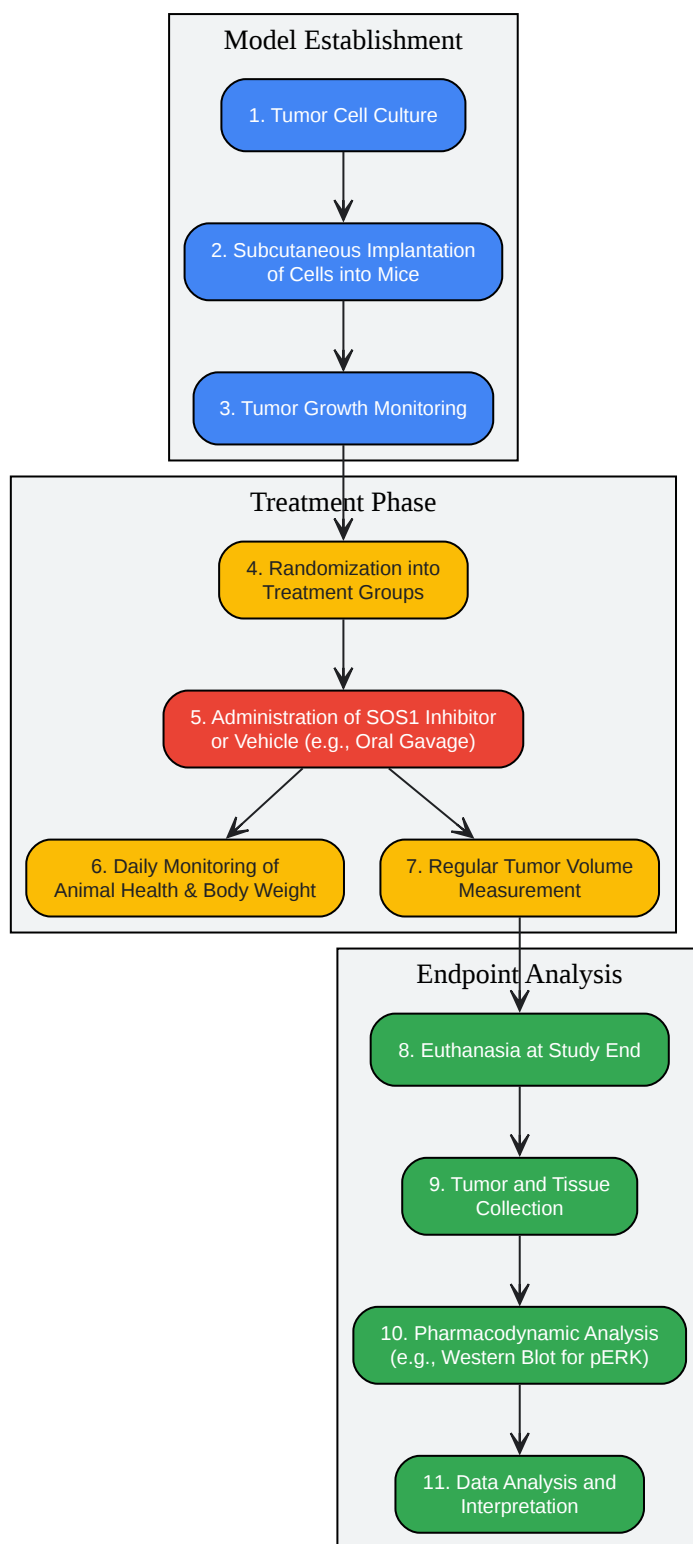 Model Establishment
1. Tumor Cell Culture
2. Subcutaneous Implantation
of Cells into Mice
3. Tumor Growth Monitoring
Treatment Phase
4. Randomization into
Treatment Groups
5. Administration of SOS1 Inhibitor
or Vehicle (e.g., Oral Gavage)
6. Daily Monitoring of
Animal Health & Body Weight
7. Regular Tumor Volume
Measurement
Endpoint Analysis
8. Euthanasia at Study End
9. Tumor and Tissue
Collection
10. Pharmacodynamic Analysis
(e.g., Western Blot for pERK)
11. Data Analysis and
Interpretation